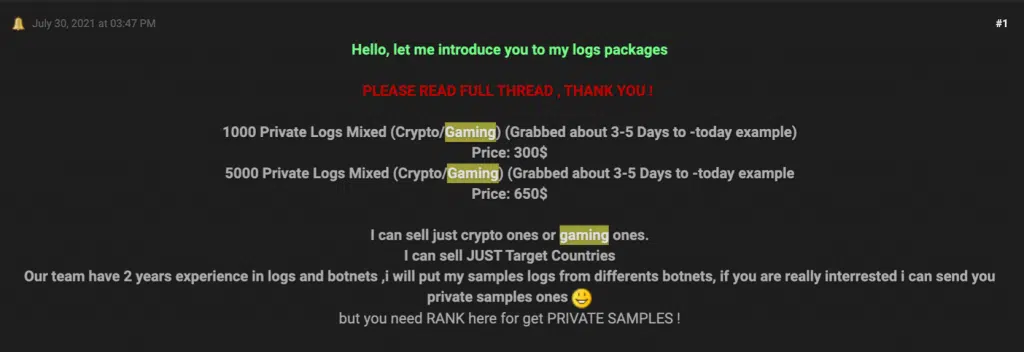 July 30, 2021 at 03:47 PM
#1
Hello, let me introduce you to my logs packages
PLEASE READ FULL THREAD , THANK YOU !
1000 Private Logs Mixed (Crypto/Gaming) (Grabbed about 3-5 Days to -today example)
Price: 300$
5000 Private Logs Mixed (Crypto/Gaming) (Grabbed about 3-5 Days to -today example
Price: 650$
I can sell just crypto ones or gaming ones.
I can sell JUST Target Countries
Our team have 2 years experience in logs and botnets ,i will put my samples logs from differents botnets, if you are really interrested i can send you
private samples ones
but you need RANK here for get PRIVATE SAMPLES !